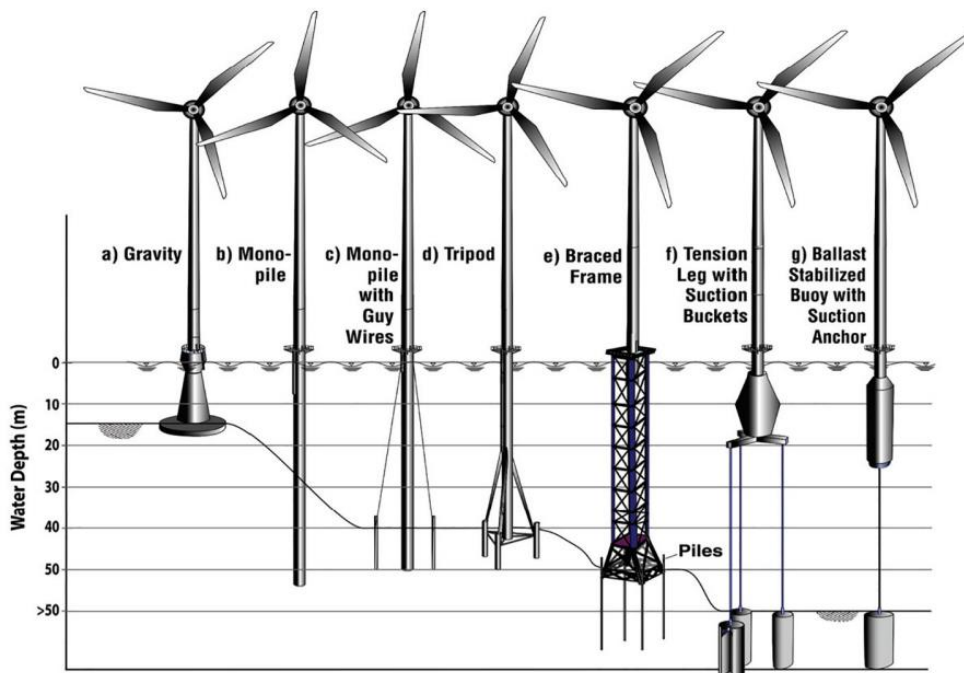 a) Gravity
b) Mono-
pile
c) Mono-
pile
with
Guy
Wires
d) Tripod
e) Braced
Frame
f) Tension
Leg with
Suction
Buckets
g) Ballast
Stabilized
Buoy with
Suction
Anchor
Water Depth (m)
0
10
20
30
40
50
>50
Piles